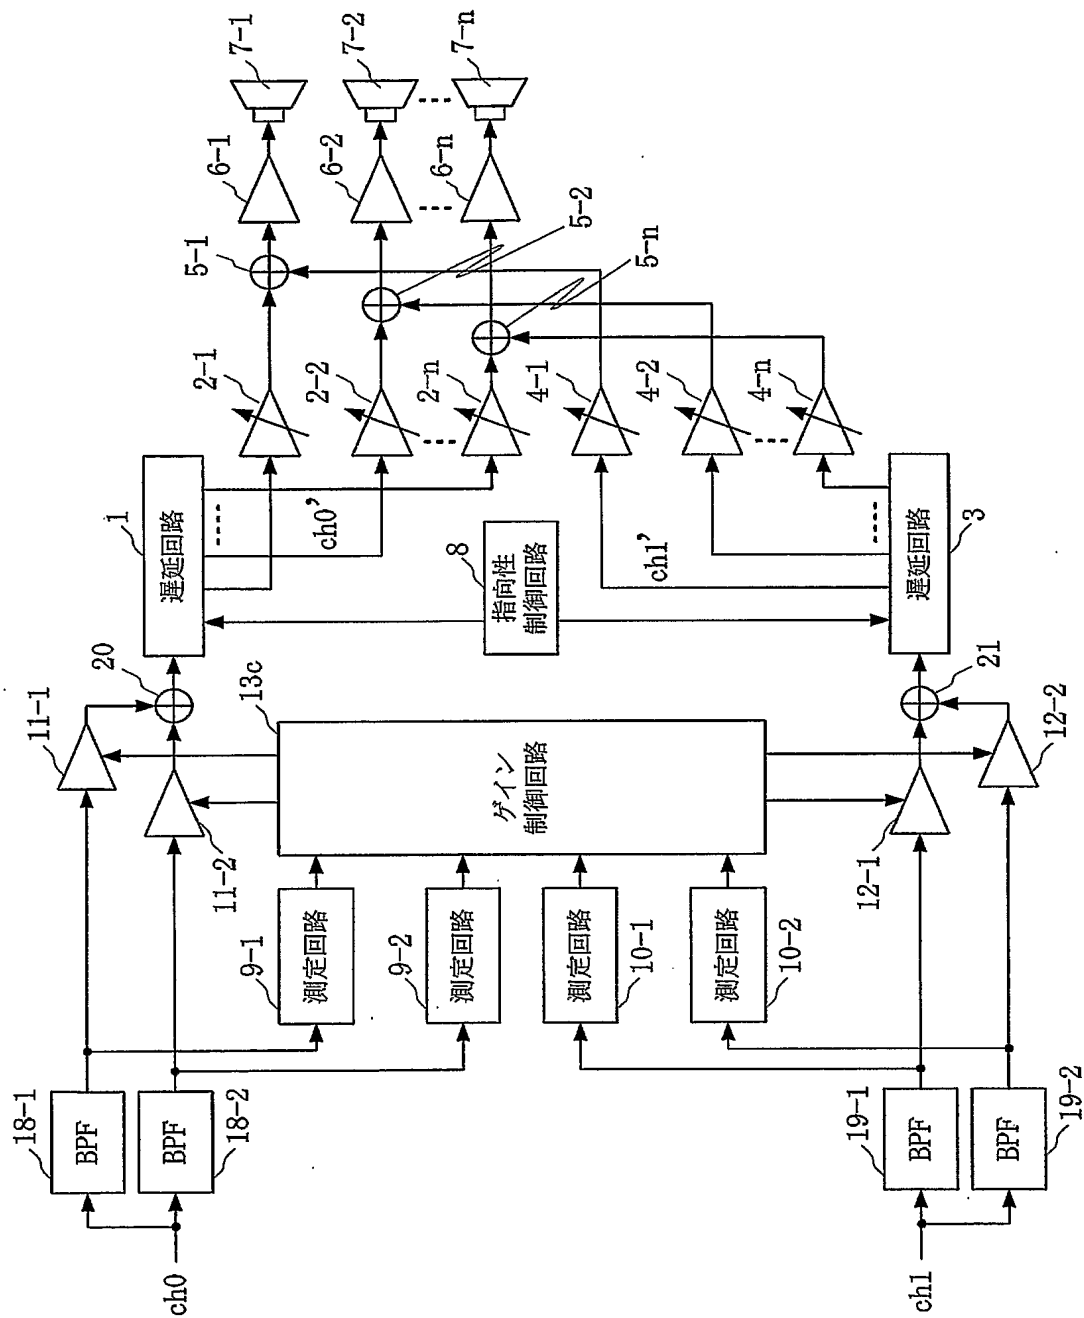 ch0
BPF
18-1
BPF
18-2
測定回路
9-1
測定回路
9-2
11-1
11-2
20
遅延回路
1
ch0'
2-1
2-2
2-n
5-1
5-2
5-n
6-1
6-2
6-n
7-1
7-2
7-n
ゲイン
制御回路
13c
指向性
制御回路
8
ch1
BPF
19-1
BPF
19-2
測定回路
10-1
測定回路
10-2
12-1
12-2
21
遅延回路
3
ch1'
4-1
4-2
4-n